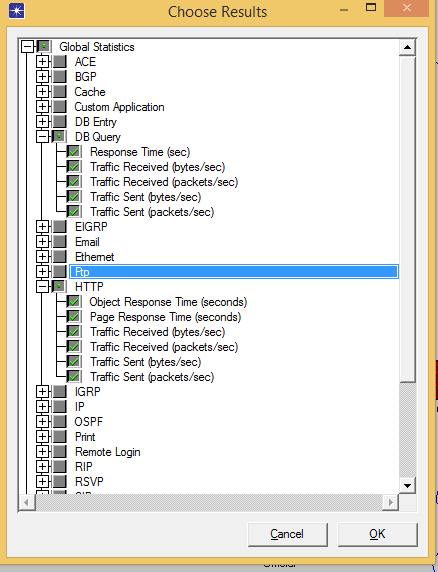 Choose Results
Global Statistics
ACE
BGP
Cache
Custom Application
DB Entry
DB Query
Response Time (sec)
Traffic Received (bytes/sec)
Traffic Received (packets/sec)
Traffic Sent (bytes/sec)
Traffic Sent (packets/sec)
EIGRP
Email
Ethernet
Ftp
HTTP
Object Response Time (seconds)
Page Response Time (seconds)
Traffic Received (bytes/sec)
Traffic Received (packets/sec)
Traffic Sent (bytes/sec)
Traffic Sent (packets/sec)
IGRP
IP
OSPF
Print
Remote Login
RIP
RSVP
Cancel
OK